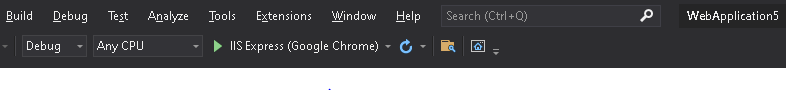 Build Debug Test Analyze Tools Extensions Window Help Search (Ctrl+Q) WebApplication5
Debug Any CPU IIS Express (Google Chrome)